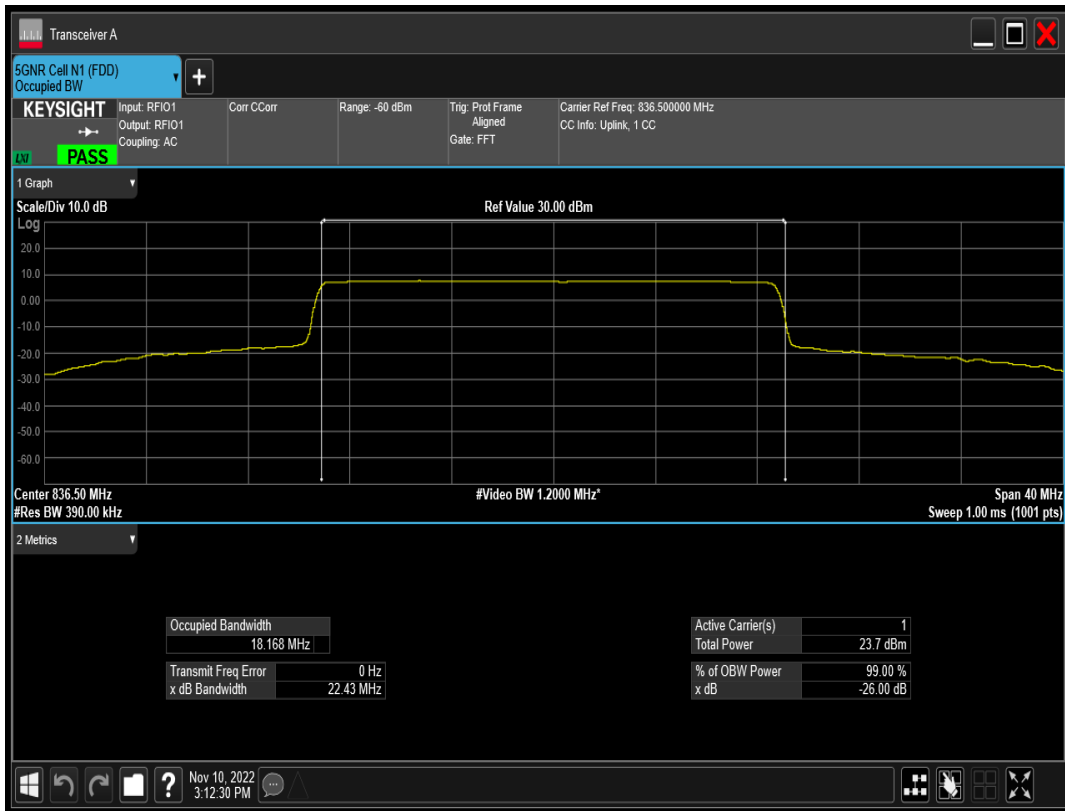 Transceiver A
5GNR Cell N1 (FDD)
Occupied BW
+
KEYSIGHT
LXI
PASS
Input: RFIO1
Output: RFIO1
Coupling: AC
Corr CCorr
Range: -60 dBm
Trig: Prot Frame
Aligned
Gate: FFT
Carrier Ref Freq: 836.500000 MHz
CC Info: Uplink, 1 CC
1 Graph
Scale/Div 10.0 dB
Ref Value 30.00 dBm
Log
20.0
10.0
0.00
-10.0
-20.0
-30.0
-40.0
-50.0
-60.0
Center 836.50 MHz
#Video BW 1.2000 MHz*
Span 40 MHz
#Res BW 390.00 kHz
Sweep 1.00 ms (1001 pts)
2 Metrics
Occupied Bandwidth
18.168 MHz
Transmit Freq Error 0 Hz
x dB Bandwidth 22.43 MHz
Active Carrier(s) 1
Total Power 23.7 dBm
% of OBW Power 99.00 %
x dB -26.00 dB
?
Nov 10, 2022
3:12:30 PM